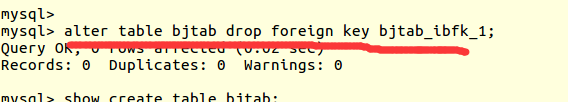 mysql>
mysql> alter table bjtab drop foreign key bjtab_ibfk_1;
Query OK, 0 rows affected (0.02 sec)
Records: 0  Duplicates: 0  Warnings: 0
mysql> show create table bjtab;